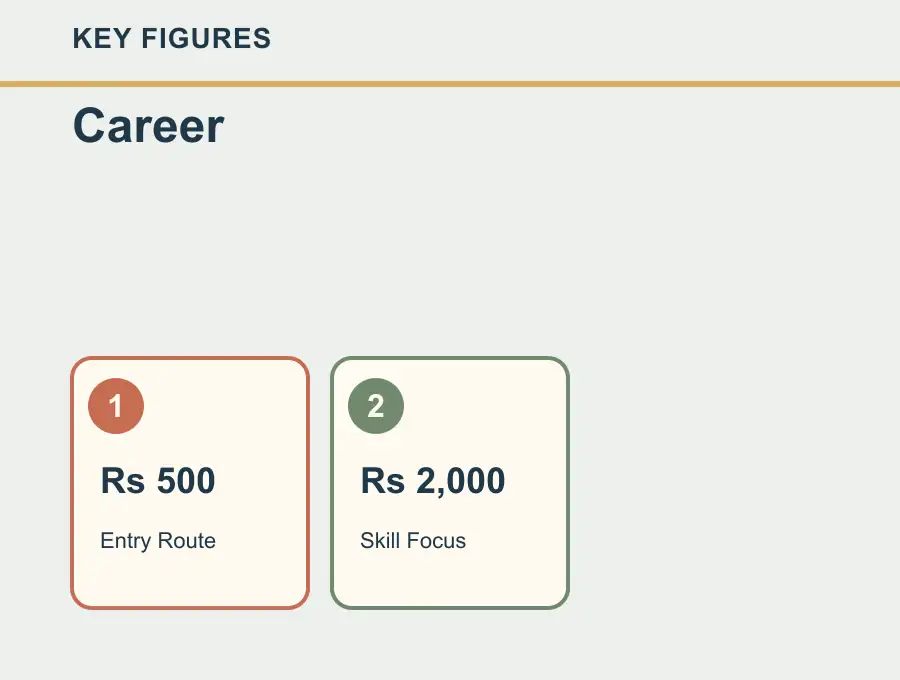 KEY FIGURES
Career
1
Rs 500
Entry Route
2
Rs 2,000
Skill Focus